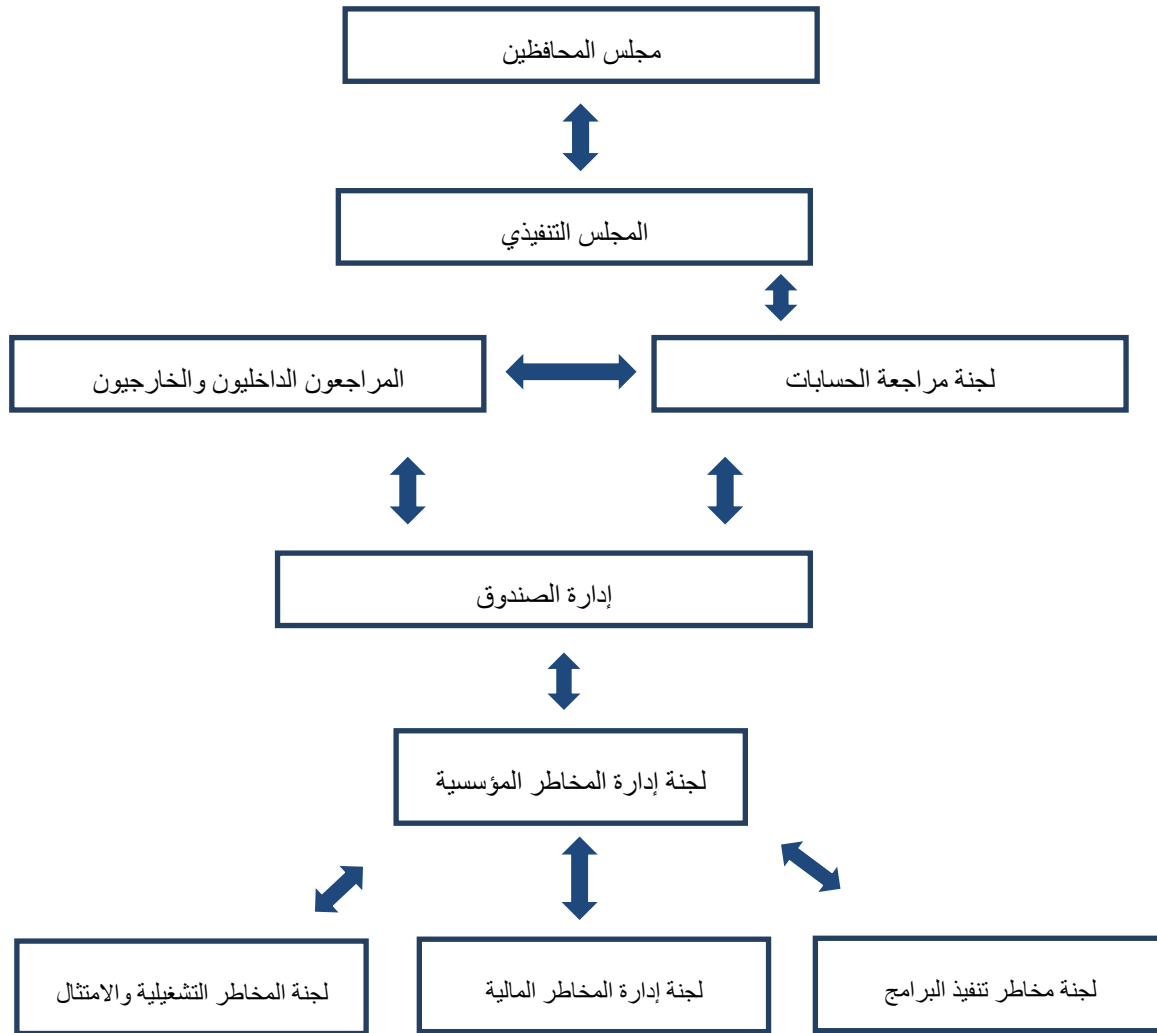 مجلس المحافظين
المجلس التنفيذي
لجنة مراجعة الحسابات
المراجعون الداخليون والخارجيون
إدارة الصندوق
لجنة إدارة المخاطر المؤسسية
لجنة مخاطر تنفيذ البرامج
لجنة إدارة المخاطر المالية
لجنة المخاطر التشغيلية والامتثال